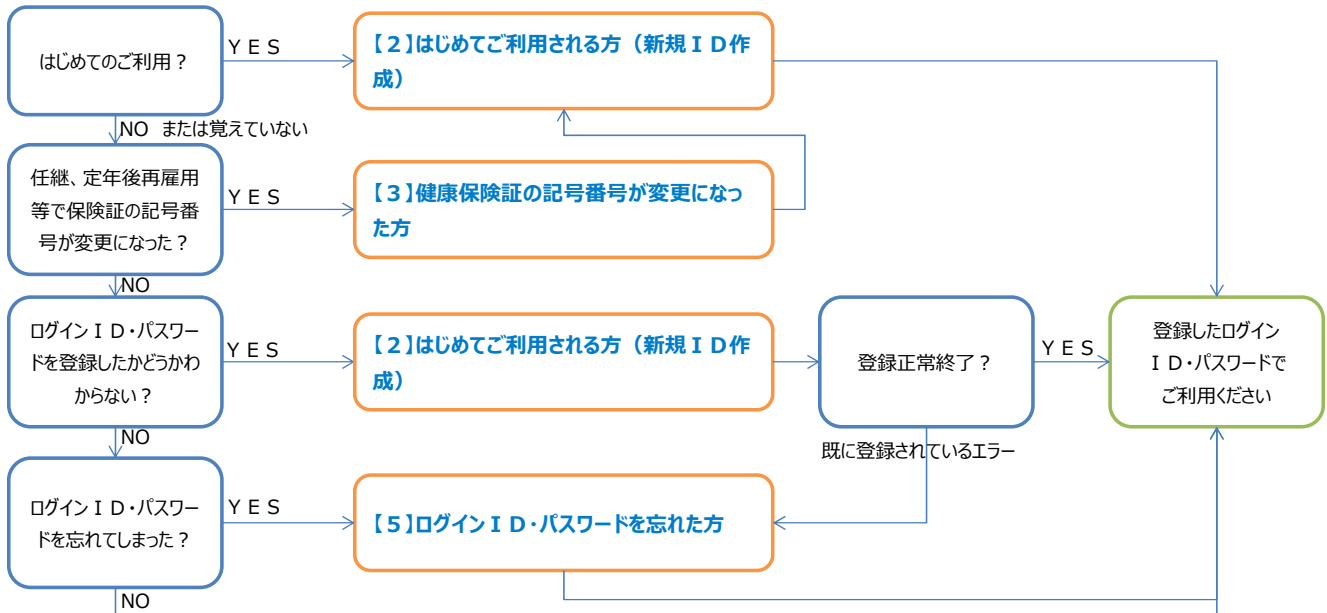 はじめてのご利用？
ＹＥＳ
【２】はじめてご利用される方（新規ＩＤ作
成）
NO または覚えていない
任継、定年後再雇用
等で保険証の記号番
号が変更になった？
ＹＥＳ
【３】健康保険証の記号番号が変更になっ
た方
NO
ログインＩＤ・パスワー
ドを登録したかどうかわ
からない？
ＹＥＳ
【２】はじめてご利用される方（新規ＩＤ作
成）
登録正常終了？
ＹＥＳ
登録したログイン
ＩＤ・パスワードで
ご利用ください
NO
既に登録されているエラー
ログインＩＤ・パスワー
ドを忘れてしまった？
ＹＥＳ
【５】ログインＩＤ・パスワードを忘れた方
NO